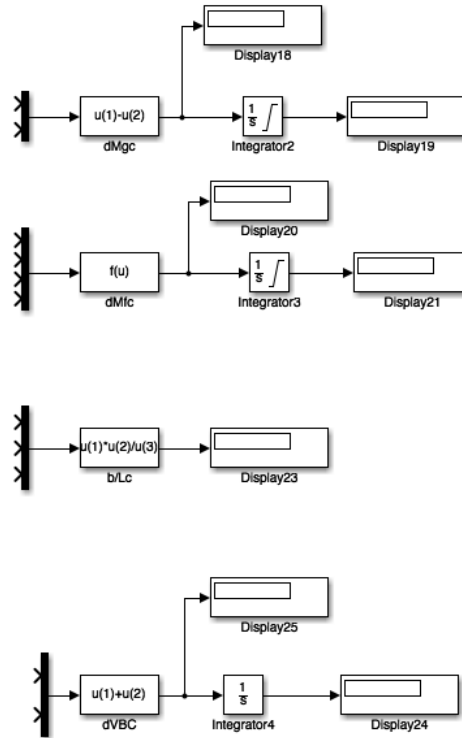 Display18
u(1)-u(2)
1
s
dMgc
Integrator2
Display19
Display20
f(u)
1
s
dMfc
Integrator3
Display21
u(1)*u(2)/u(3)
b/Lc
Display23
Display25
u(1)+u(2)
1
s
dVBC
Integrator4
Display24